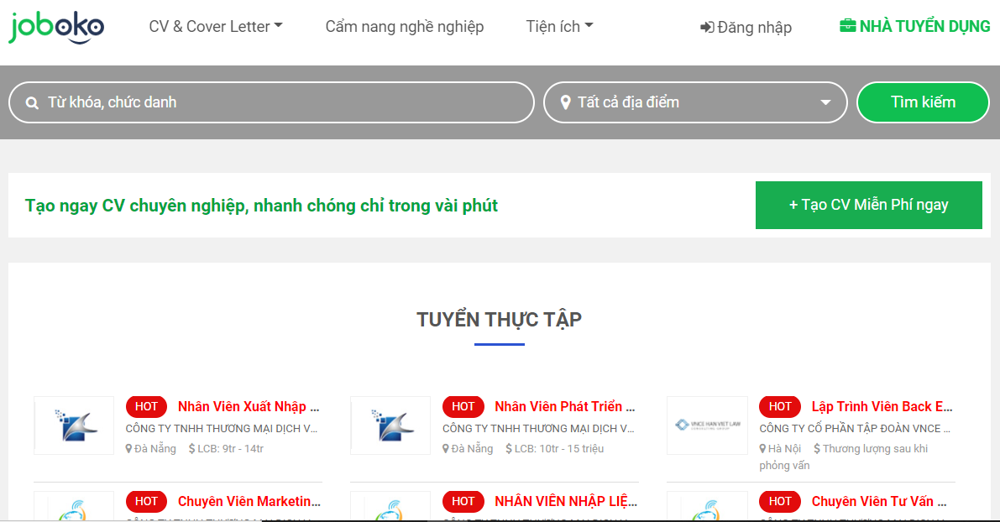 joboko
CV & Cover Letter
Cẩm nang nghề nghiệp
Tiện ích
Đăng nhập
NHÀ TUYỂN DỤNG
Từ khóa, chức danh
Tất cả địa điểm
Tìm kiếm
Tạo ngay CV chuyên nghiệp, nhanh chóng chỉ trong vài phút
+ Tạo CV Miễn Phí ngay
TUYỂN THỰC TẬP
HOT Nhân Viên Xuất Nhập ...
CÔNG TY TNHH THƯƠNG MẠI DỊCH V...
Đà Nẵng $ LCB: 9tr - 14tr
HOT Nhân Viên Phát Triển ...
CÔNG TY TNHH THƯƠNG MẠI DỊCH V...
Đà Nẵng $ LCB: 10tr - 15 triệu
VNCE HAN VIET LAW
HOT Lập Trình Viên Back E...
CÔNG TY CỔ PHẦN TẬP ĐOÀN VNCE ...
Hà Nội $ Thương lượng sau khi
phỏng vấn
HOT Chuyên Viên Marketin...
HOT NHÂN VIÊN NHẬP LIỆ...
HOT Chuyên Viên Tư Vấn ...